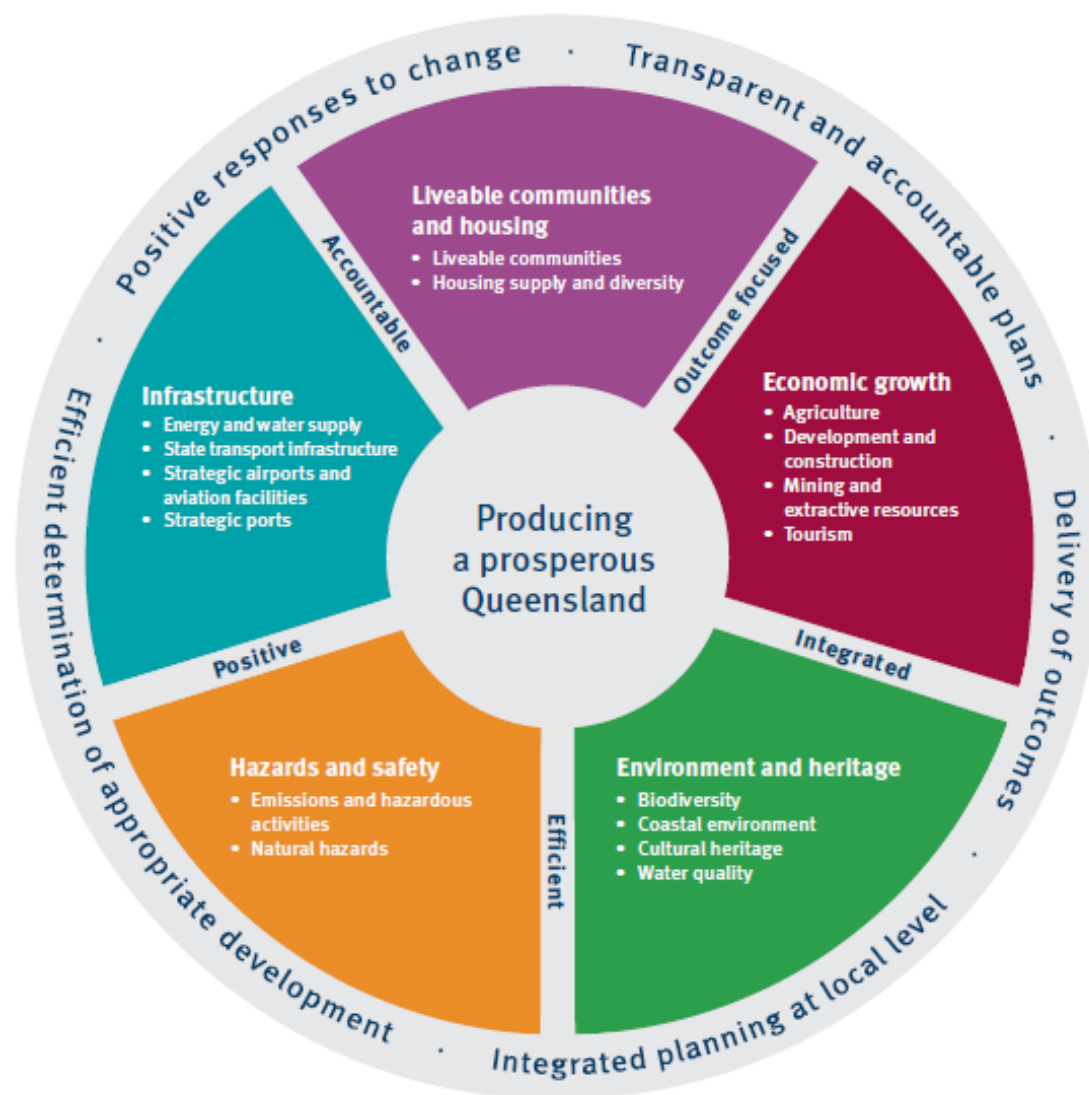 Positive responses to change · Transparent and accountable plans · Delivery of outcomes · Integrated planning at local level · Efficient determination of appropriate development ·
Liveable communities
and housing
• Liveable communities
• Housing supply and diversity
Outcome focused
Economic growth
• Agriculture
• Development and
construction
• Mining and
extractive resources
• Tourism
Integrated
Environment and heritage
• Biodiversity
• Coastal environment
• Cultural heritage
• Water quality
Efficient
Hazards and safety
• Emissions and hazardous
activities
• Natural hazards
Positive
Infrastructure
• Energy and water supply
• State transport infrastructure
• Strategic airports and
aviation facilities
• Strategic ports
Accountable
Producing
a prosperous
Queensland